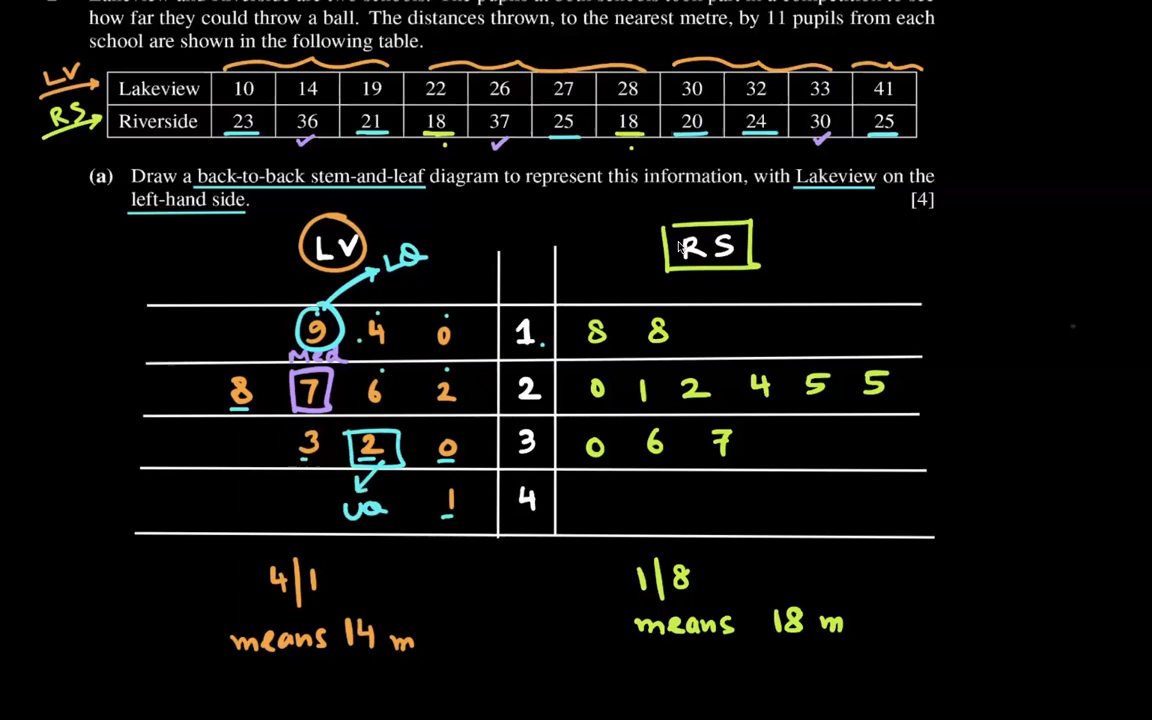 how far they could throw a ball. The distances thrown, to the nearest metre, by 11 pupils from each
school are shown in the following table.
LV
Lakeview 10 14 19 22 26 27 28 30 32 33 41
RS
Riverside 23 36 21 18 37 25 18 20 24 30 25
(a) Draw a back-to-back stem-and-leaf diagram to represent this information, with Lakeview on the
left-hand side. [4]
LV LQ RS
9 4 0 1 8 8
Med
8 7 6 2 2 0 1 2 4 5 5
3 2 0 3 0 6 7
UQ 1 4
4|1 1|8
means 14 m means 18 m